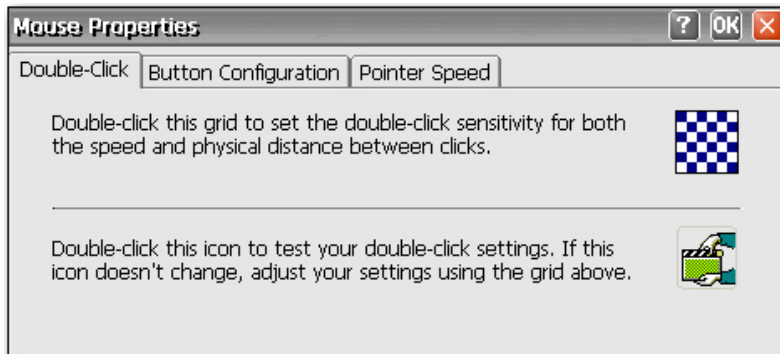 Mouse Properties ? OK ×
Double-Click Button Configuration Pointer Speed
Double-click this grid to set the double-click sensitivity for both
the speed and physical distance between clicks.
Double-click this icon to test your double-click settings. If this
icon doesn't change, adjust your settings using the grid above.